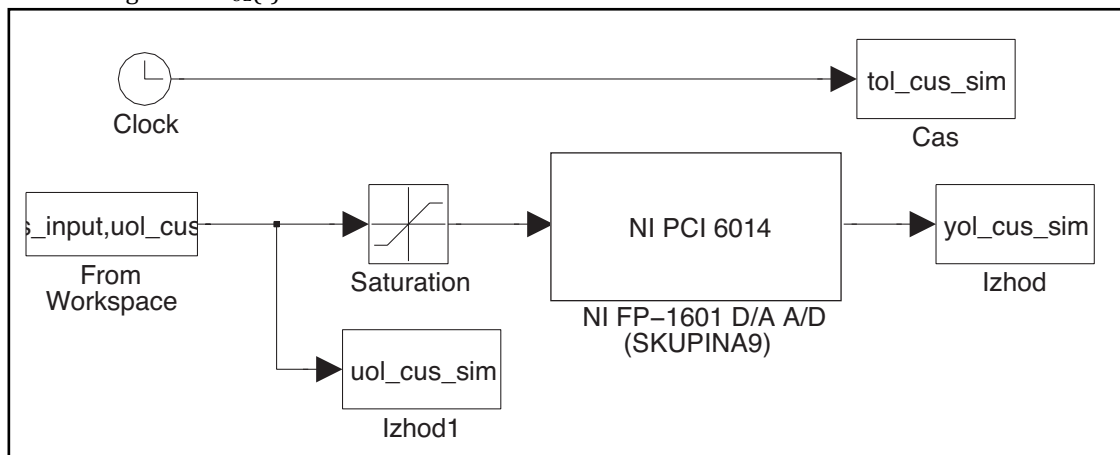 tol_cus_sim
Clock
Cas
s_input,uol_cus
NI PCI 6014
yol_cus_sim
From
Workspace
Saturation
Izhod
NI FP–1601 D/A A/D
(SKUPINA9)
uol_cus_sim
Izhod1